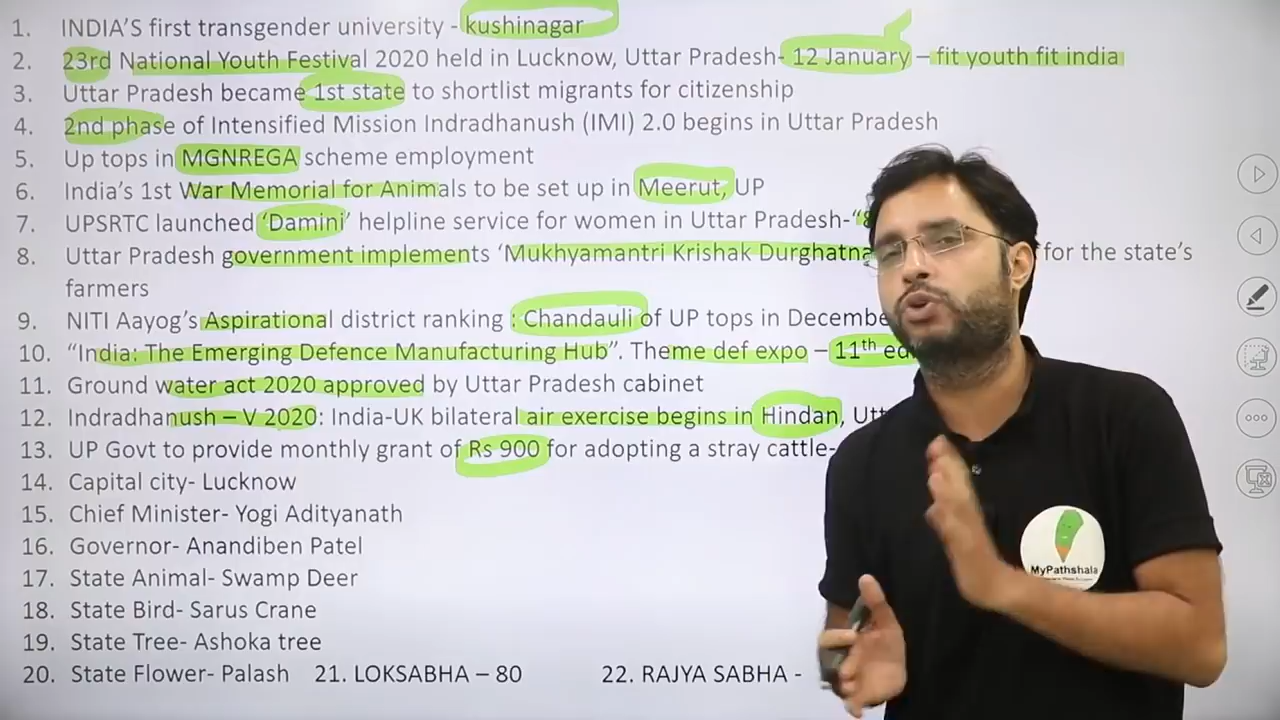 1. INDIA'S first transgender university - kushinagar
2. 23rd National Youth Festival 2020 held in Lucknow, Uttar Pradesh- 12 January – fit youth fit india
3. Uttar Pradesh became 1st state to shortlist migrants for citizenship
4. 2nd phase of Intensified Mission Indradhanush (IMI) 2.0 begins in Uttar Pradesh
5. Up tops in MGNREGA scheme employment
6. India's 1st War Memorial for Animals to be set up in Meerut, UP
7. UPSRTC launched 'Damini' helpline service for women in Uttar Pradesh-"
8. Uttar Pradesh government implements 'Mukhyamantri Krishak Durghatna for the state's
farmers
9. NITI Aayog's Aspirational district ranking : Chandauli of UP tops in
10. "India: The Emerging Defence Manufacturing Hub". Theme def expo – 11th
11. Ground water act 2020 approved by Uttar Pradesh cabinet
12. Indradhanush – V 2020: India-UK bilateral air exercise begins in Hindan,
13. UP Govt to provide monthly grant of Rs 900 for adopting a stray cattle-
14. Capital city- Lucknow
15. Chief Minister- Yogi Adityanath
16. Governor- Anandiben Patel
17. State Animal- Swamp Deer
18. State Bird- Sarus Crane
19. State Tree- Ashoka tree
20. State Flower- Palash 21. LOKSABHA – 80 22. RAJYA SABHA -
MyPathshala